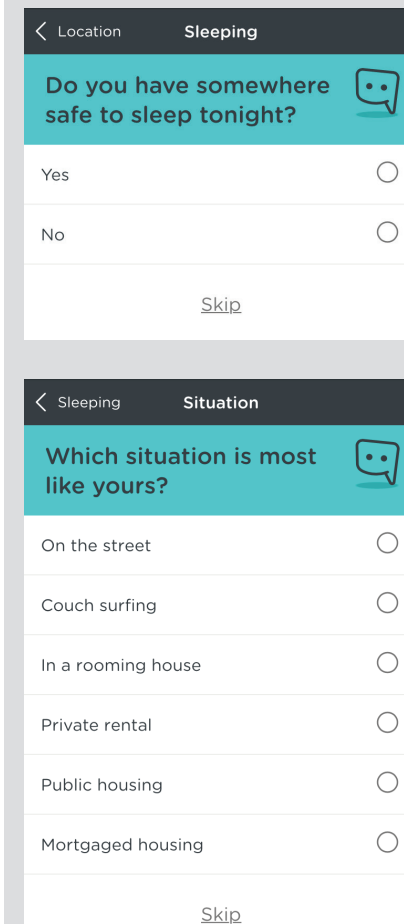 Location Sleeping
Do you have somewhere
safe to sleep tonight?
Yes
No
Skip
Sleeping Situation
Which situation is most
like yours?
On the street
Couch surfing
In a rooming house
Private rental
Public housing
Mortgaged housing
Skip